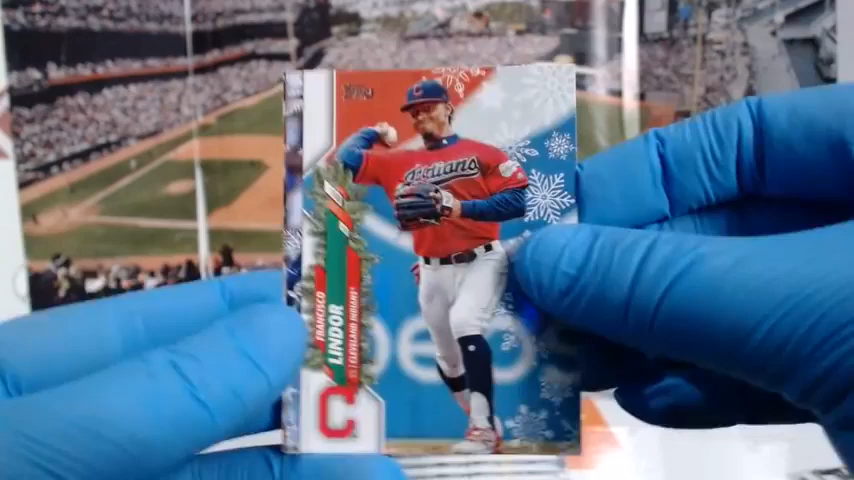 TOPPS
Indians
FRANCISCO
LINDOR
SS | CLEVELAND INDIANS
C
C